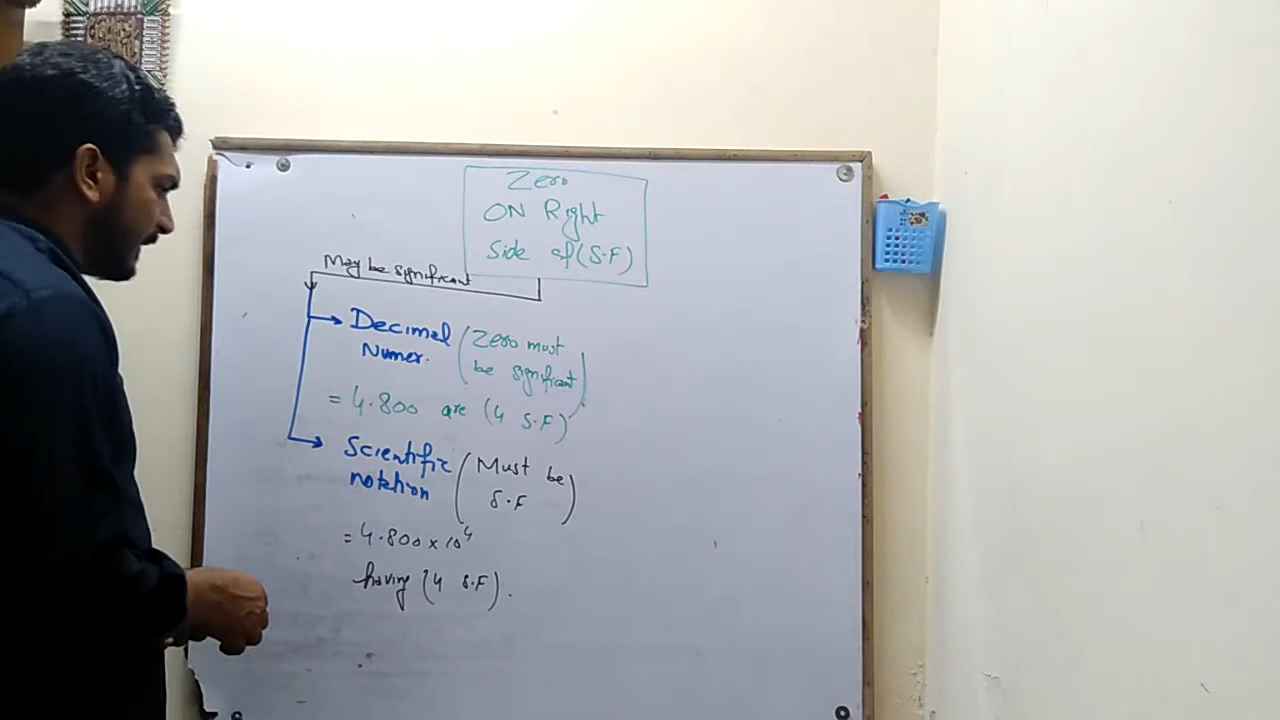 Zero
ON Right
Side of (S.F)
May be significant
Decimal
Numer.
(Zero must
be significant)
= 4.800 are (4 S.F)
Scientific
notation
(Must be
S.F)
= 4.800 x 10⁴
having (4 S.F).